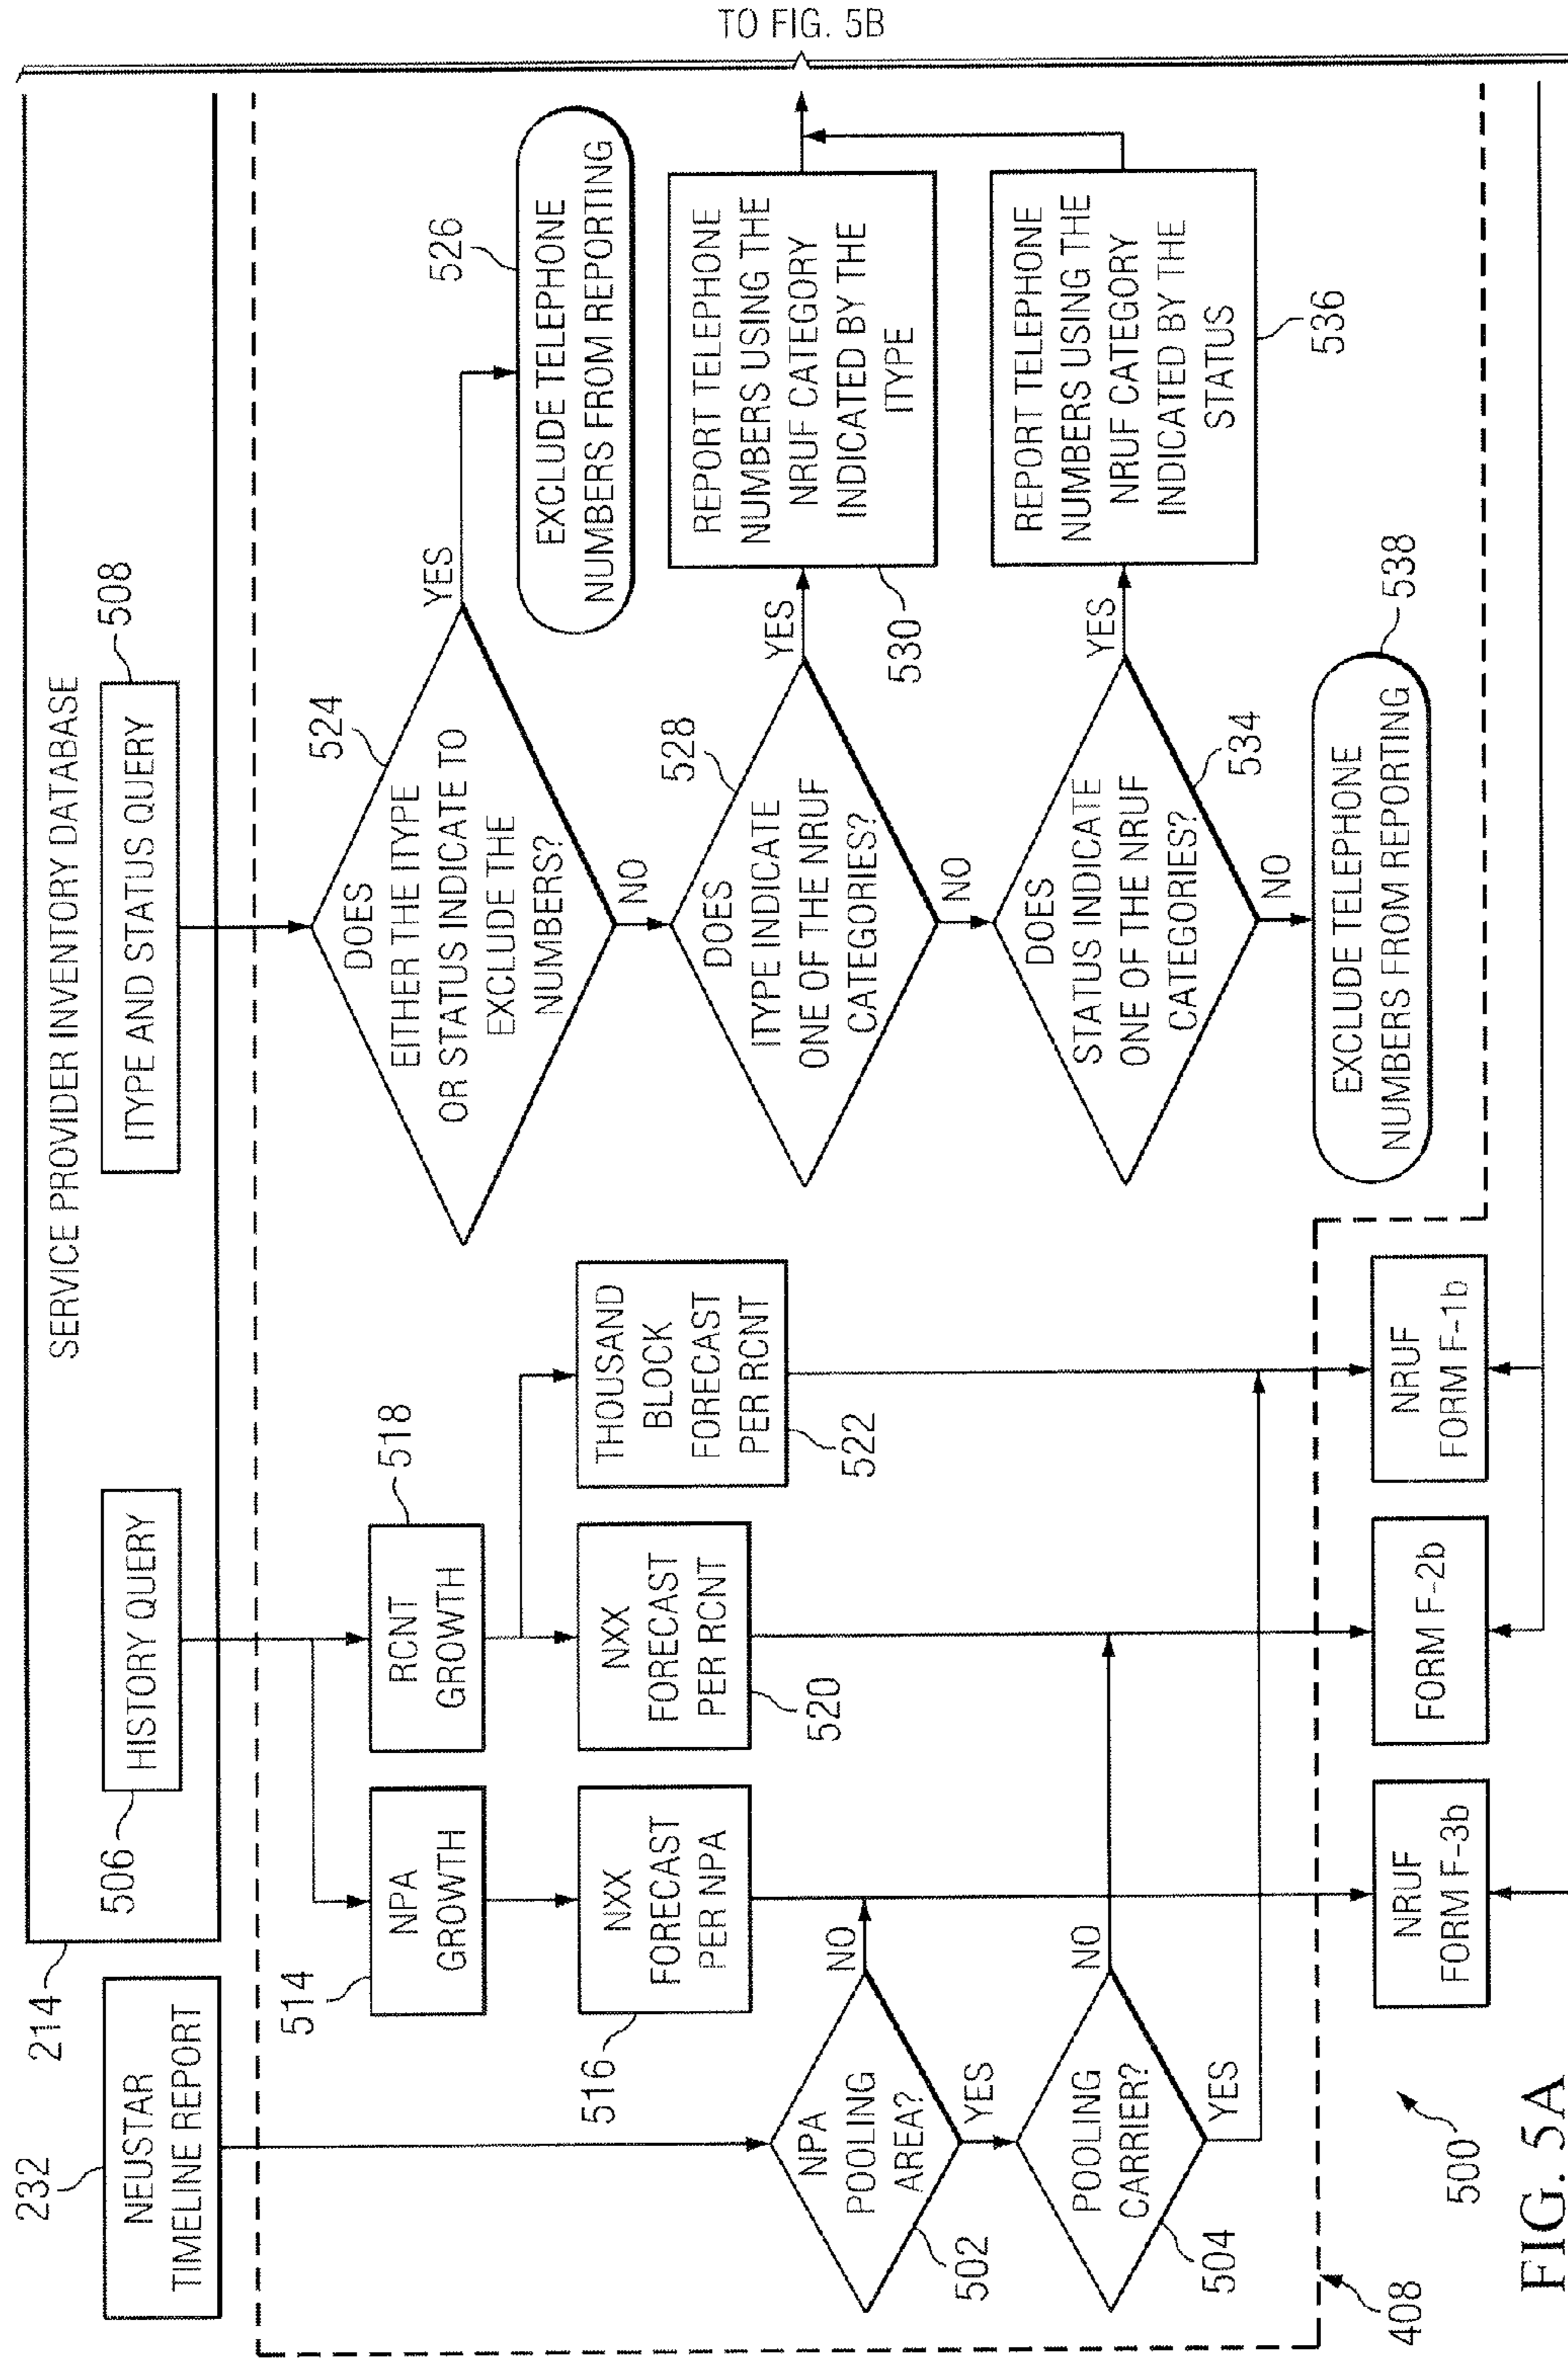 232
NEUSTAR
TIMELINE REPORT
214
SERVICE PROVIDER INVENTORY DATABASE
506
HISTORY QUERY
ITYPE AND STATUS QUERY
508
514
NPA
GROWTH
RCNT
GROWTH
518
516
NXX
FORECAST
PER NPA
NXX
FORECAST
PER RCNT
520
THOUSAND
BLOCK
FORECAST
PER RCNT
522
NPA
POOLING
AREA?
502
NO
YES
POOLING
CARRIER?
504
NO
YES
DOES
EITHER THE ITYPE
OR STATUS INDICATE TO
EXCLUDE THE
NUMBERS?
524
YES
NO
526
EXCLUDE TELEPHONE
NUMBERS FROM REPORTING
DOES
ITYPE INDICATE
ONE OF THE NRUF
CATEGORIES?
528
YES
NO
530
REPORT TELEPHONE
NUMBERS USING THE
NRUF CATEGORY
INDICATED BY THE
ITYPE
DOES
STATUS INDICATE
ONE OF THE NRUF
CATEGORIES?
534
YES
NO
REPORT TELEPHONE
NUMBERS USING THE
NRUF CATEGORY
INDICATED BY THE
STATUS
536
538
EXCLUDE TELEPHONE
NUMBERS FROM REPORTING
TO FIG. 5B
408
NRUF
FORM F-3b
FORM F-2b
NRUF
FORM F-1b
500
FIG. 5A